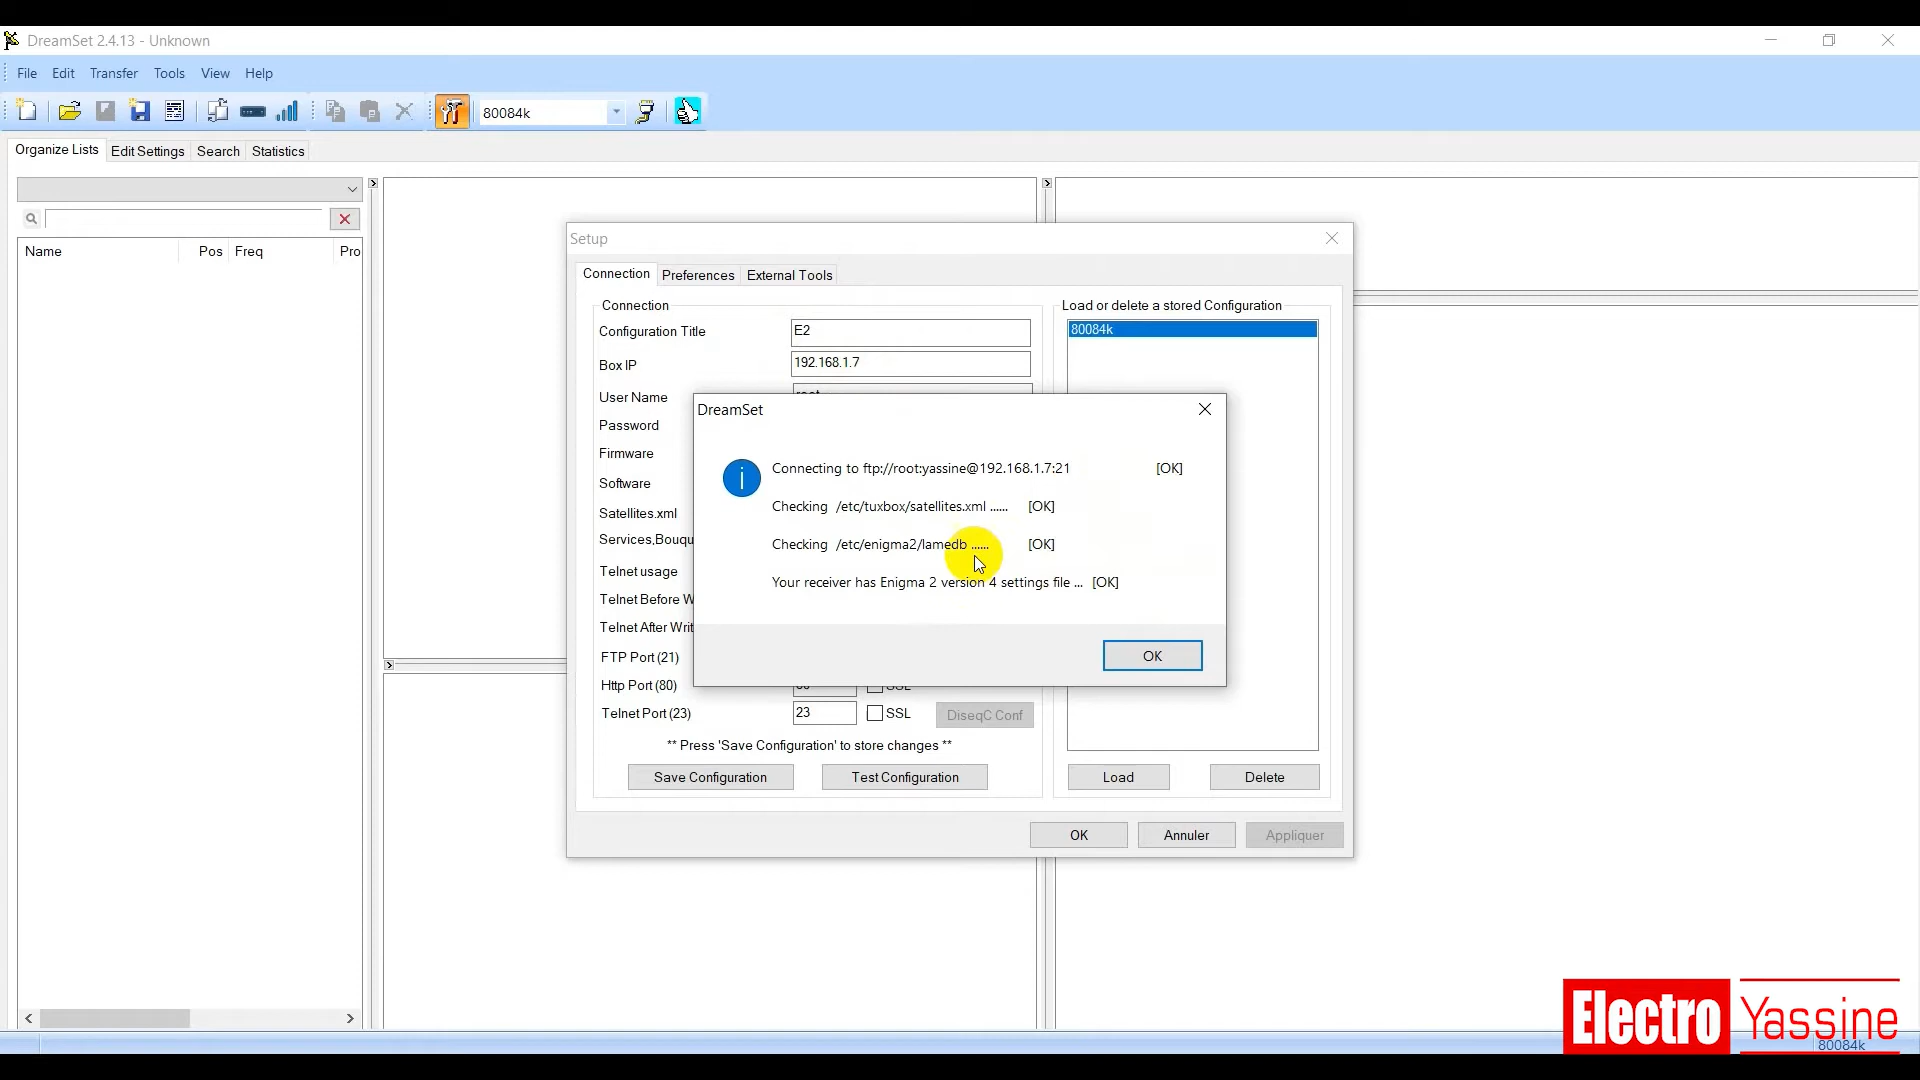 DreamSet 2.4.13 - Unknown
File Edit Transfer Tools View Help
80084k
Organize Lists Edit Settings Search Statistics
Name Pos Freq Pro
Setup
Connection Preferences External Tools
Connection
Configuration Title E2
Box IP 192.168.1.7
User Name
Password
Firmware
Software
Satellites.xml
Services,Bouqu
Telnet usage
Telnet Before W
Telnet After Writ
FTP Port (21)
Http Port (80) SSL
Telnet Port (23) 23 SSL DiseqC Conf
** Press 'Save Configuration' to store changes **
Save Configuration Test Configuration
Load or delete a stored Configuration
80084k
Load Delete
OK Annuler Appliquer
DreamSet
Connecting to ftp://root:yassine@192.168.1.7:21 [OK]
Checking /etc/tuxbox/satellites.xml ...... [OK]
Checking /etc/enigma2/lamedb ...... [OK]
Your receiver has Enigma 2 version 4 settings file ... [OK]
OK
Electro Yassine
80084k